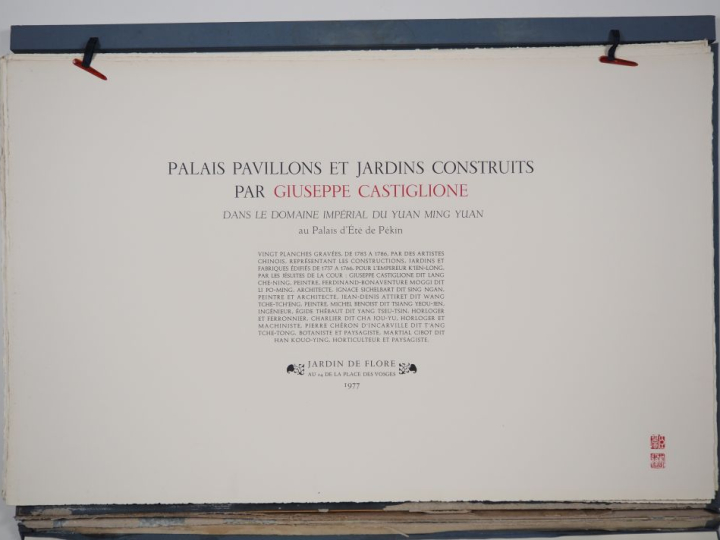 PALAIS PAVILLONS ET JARDINS CONSTRUITS
PAR GIUSEPPE CASTIGLIONE
DANS LE DOMAINE IMPÉRIAL DU YUAN MING YUAN
au Palais d'Été de Pékin
VINGT PLANCHES GRAVÉES, DE 1783 A 1786, PAR DES ARTISTES
CHINOIS, REPRÉSENTANT LES CONSTRUCTIONS, JARDINS ET
FABRIQUES ÉDIFIÉS DE 1737 A 1766, POUR L'EMPEREUR K'IEN-LONG,
PAR LES JÉSUITES DE LA COUR : GIUSEPPE CASTIGLIONE DIT LANG
CHE-NING, PEINTRE, FERDINAND-BONAVENTURE MOGGI DIT
LI PO-MING, ARCHITECTE, IGNACE SICHELBART DIT SING NGAN,
PEINTRE ET ARCHITECTE, JEAN-DENIS ATTIRET DIT WANG
TCHE-TCH'ENG, PEINTRE, MICHEL BENOIST DIT TSIANG YEOU-JEN,
INGÉNIEUR, ÉGIDE THÉBAUT DIT YANG TSEU-TSIN, HORLOGER
ET FERRONNIER, CHARLIER DIT CHA JOU-YU, HORLOGER ET
MACHINISTE, PIERRE CHÉRON D'INCARVILLE DIT T'ANG
TCHE-TONG, BOTANISTE ET PAYSAGISTE, MARTIAL CIBOT DIT
HAN KOUO-YING, HORTICULTEUR ET PAYSAGISTE.
JARDIN DE FLORE
AU 24 DE LA PLACE DES VOSGES
1977